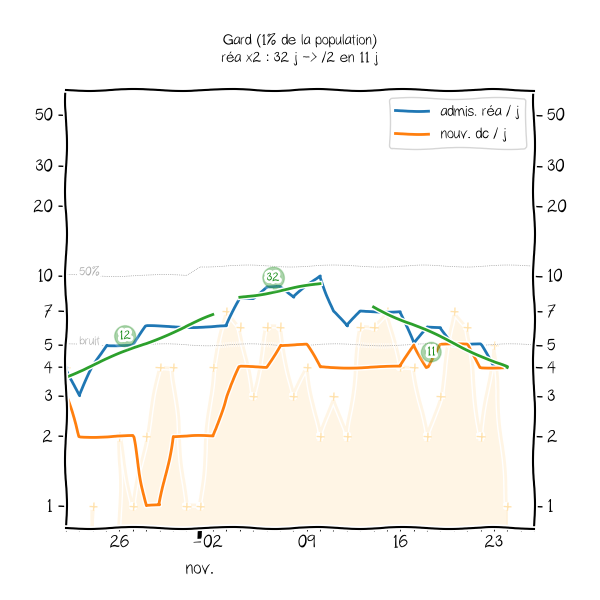 Gard (1% de la population)
réa x2 : 32 j -> /2 en 11 j
admis. réa / j
nouv. dc / j
50 50
30 30
20 20
50%
32
10 10
7 7
12
bruit
5 5
11
4 4
3 3
2 2
1 1
26 02 09 16 23
nov.